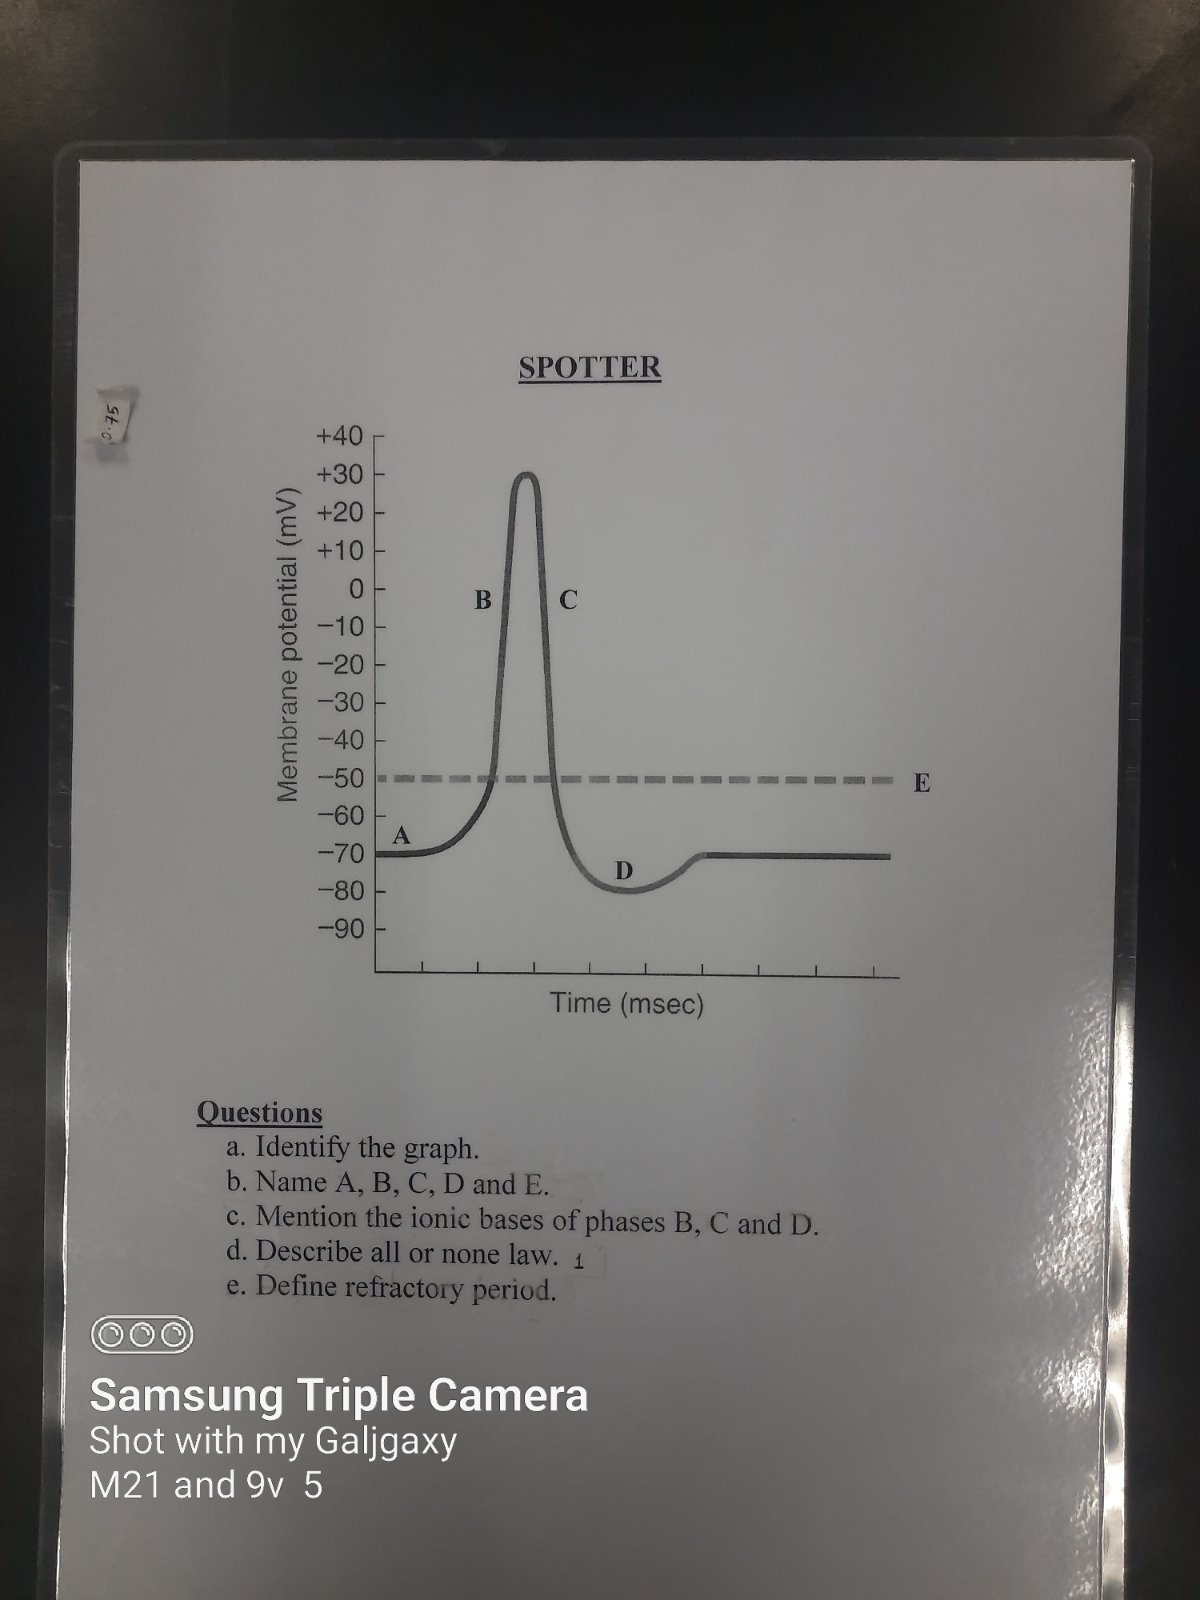 SPOTTER
0.75
+40
+30
+20
+10
0
−10
−20
−30
−40
−50
−60
−70
−80
−90
Membrane potential (mV)
A
B
C
D
E
Time (msec)
Questions
a. Identify the graph.
b. Name A, B, C, D and E.
c. Mention the ionic bases of phases B, C and D.
d. Describe all or none law. 1
e. Define refractory period.
Samsung Triple Camera
Shot with my Galjgaxy
M21 and 9v 5